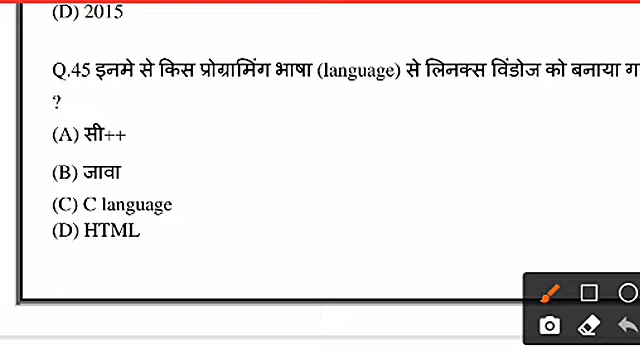 (D) 2015
Q.45 इनमे से किस प्रोग्रामिंग भाषा (language) से लिनक्स विंडोज को बनाया
?
(A) सी++
(B) जावा
(C) C language
(D) HTML